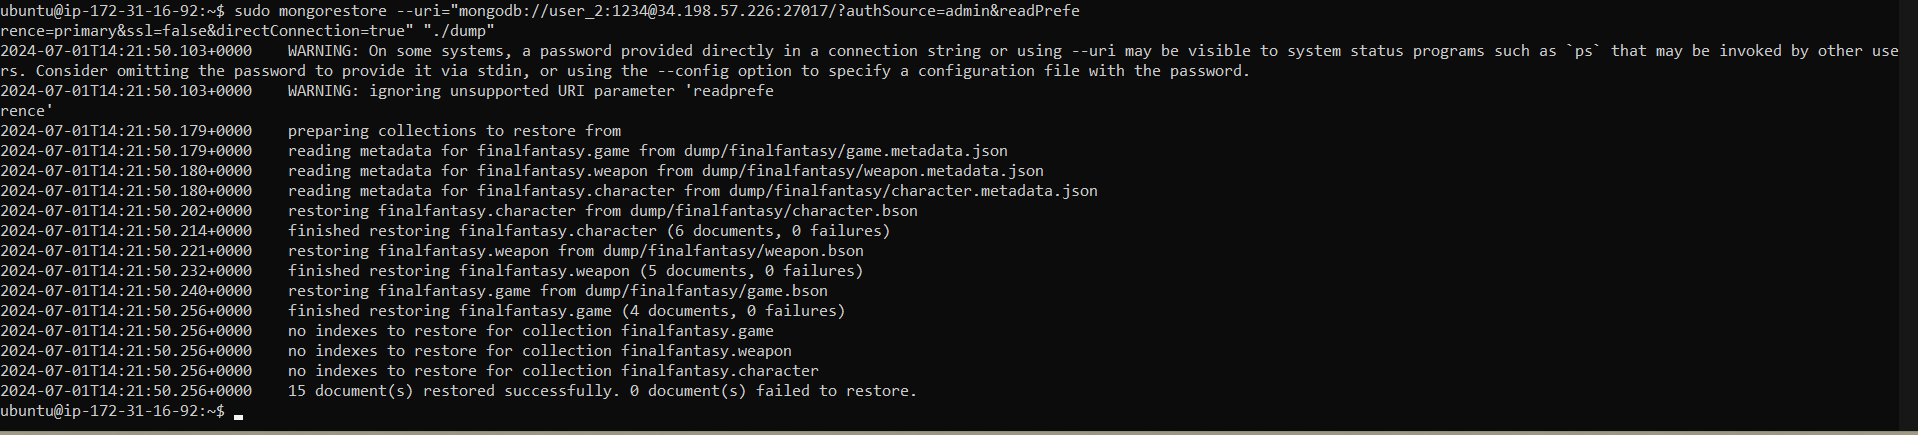 ubuntu@ip-172-31-16-92:~$ sudo mongorestore --uri="mongodb://user_2:1234@34.198.57.226:27017/?authSource=admin&readPrefe
rence=primary&ssl=false&directConnection=true" "./dump"
2024-07-01T14:21:50.103+0000    WARNING: On some systems, a password provided directly in a connection string or using --uri may be visible to system status programs such as `ps` that may be invoked by other use
rs. Consider omitting the password to provide it via stdin, or using the --config option to specify a configuration file with the password.
2024-07-01T14:21:50.103+0000    WARNING: ignoring unsupported URI parameter 'readprefe
rence'
2024-07-01T14:21:50.179+0000    preparing collections to restore from
2024-07-01T14:21:50.179+0000    reading metadata for finalfantasy.game from dump/finalfantasy/game.metadata.json
2024-07-01T14:21:50.180+0000    reading metadata for finalfantasy.weapon from dump/finalfantasy/weapon.metadata.json
2024-07-01T14:21:50.180+0000    reading metadata for finalfantasy.character from dump/finalfantasy/character.metadata.json
2024-07-01T14:21:50.202+0000    restoring finalfantasy.character from dump/finalfantasy/character.bson
2024-07-01T14:21:50.214+0000    finished restoring finalfantasy.character (6 documents, 0 failures)
2024-07-01T14:21:50.221+0000    restoring finalfantasy.weapon from dump/finalfantasy/weapon.bson
2024-07-01T14:21:50.232+0000    finished restoring finalfantasy.weapon (5 documents, 0 failures)
2024-07-01T14:21:50.240+0000    restoring finalfantasy.game from dump/finalfantasy/game.bson
2024-07-01T14:21:50.256+0000    finished restoring finalfantasy.game (4 documents, 0 failures)
2024-07-01T14:21:50.256+0000    no indexes to restore for collection finalfantasy.game
2024-07-01T14:21:50.256+0000    no indexes to restore for collection finalfantasy.weapon
2024-07-01T14:21:50.256+0000    no indexes to restore for collection finalfantasy.character
2024-07-01T14:21:50.256+0000    15 document(s) restored successfully. 0 document(s) failed to restore.
ubuntu@ip-172-31-16-92:~$